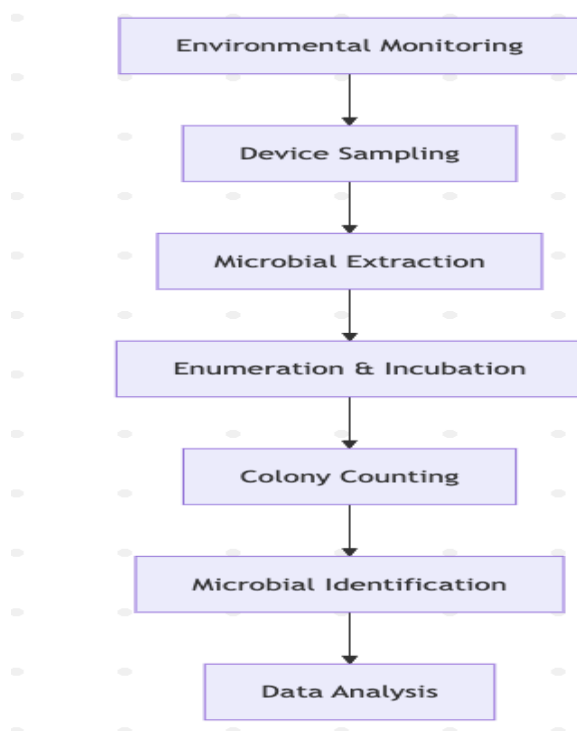 Environmental Monitoring
Device Sampling
Microbial Extraction
Enumeration & Incubation
Colony Counting
Microbial Identification
Data Analysis